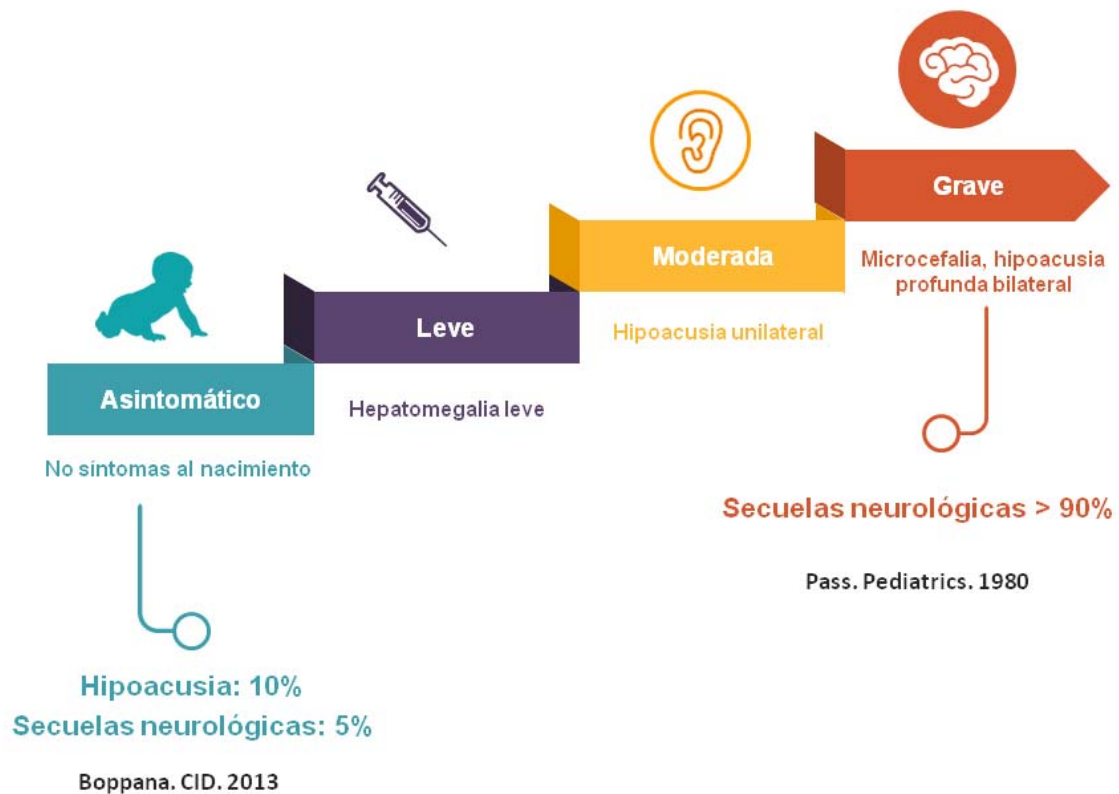 Asintomático
No síntomas al nacimiento
Hipoacusia: 10%
Secuelas neurológicas: 5%
Boppana. CID. 2013
Leve
Hepatomegalia leve
Moderada
Hipoacusia unilateral
Grave
Microcefalia, hipoacusia
profunda bilateral
Secuelas neurológicas > 90%
Pass. Pediatrics. 1980